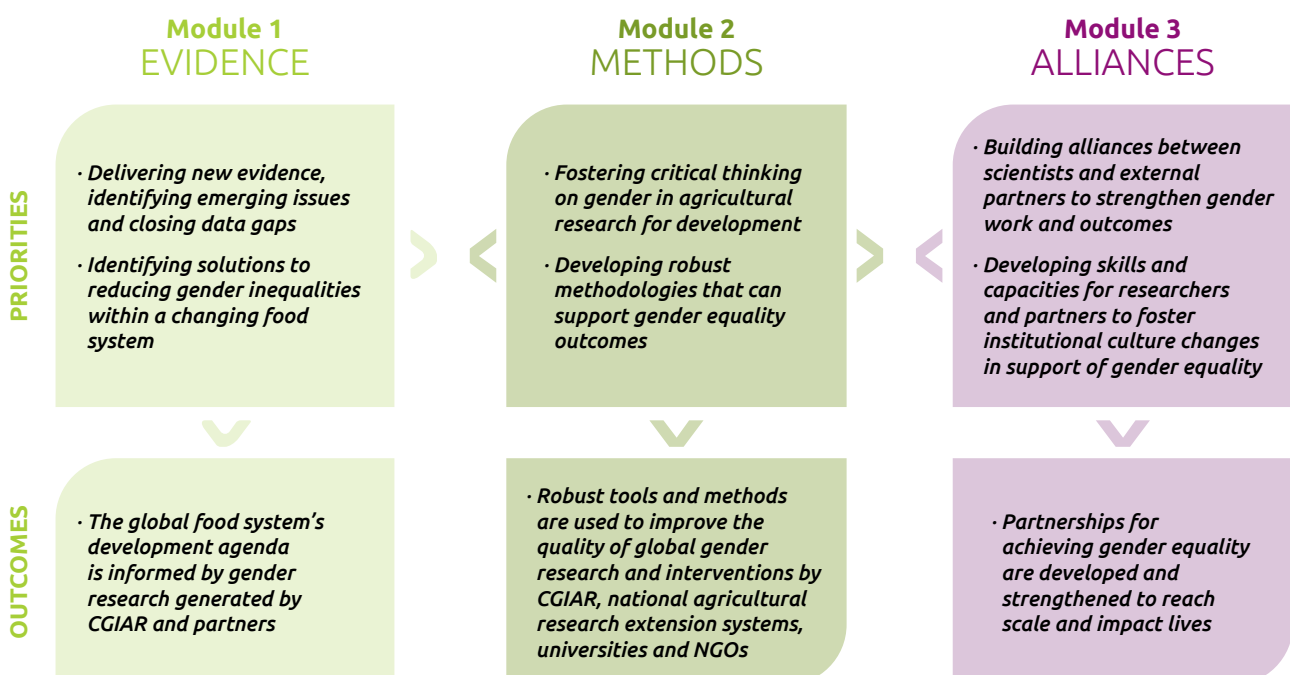 Module 1
EVIDENCE
Module 2
METHODS
Module 3
ALLIANCES
PRIORITIES
· Delivering new evidence,
identifying emerging issues
and closing data gaps
· Identifying solutions to
reducing gender inequalities
within a changing food
system
· Fostering critical thinking
on gender in agricultural
research for development
· Developing robust
methodologies that can
support gender equality
outcomes
· Building alliances between
scientists and external
partners to strengthen gender
work and outcomes
· Developing skills and
capacities for researchers
and partners to foster
institutional culture changes
in support of gender equality
OUTCOMES
· The global food system's
development agenda
is informed by gender
research generated by
CGIAR and partners
· Robust tools and methods
are used to improve the
quality of global gender
research and interventions by
CGIAR, national agricultural
research extension systems,
universities and NGOs
· Partnerships for
achieving gender equality
are developed and
strengthened to reach
scale and impact lives